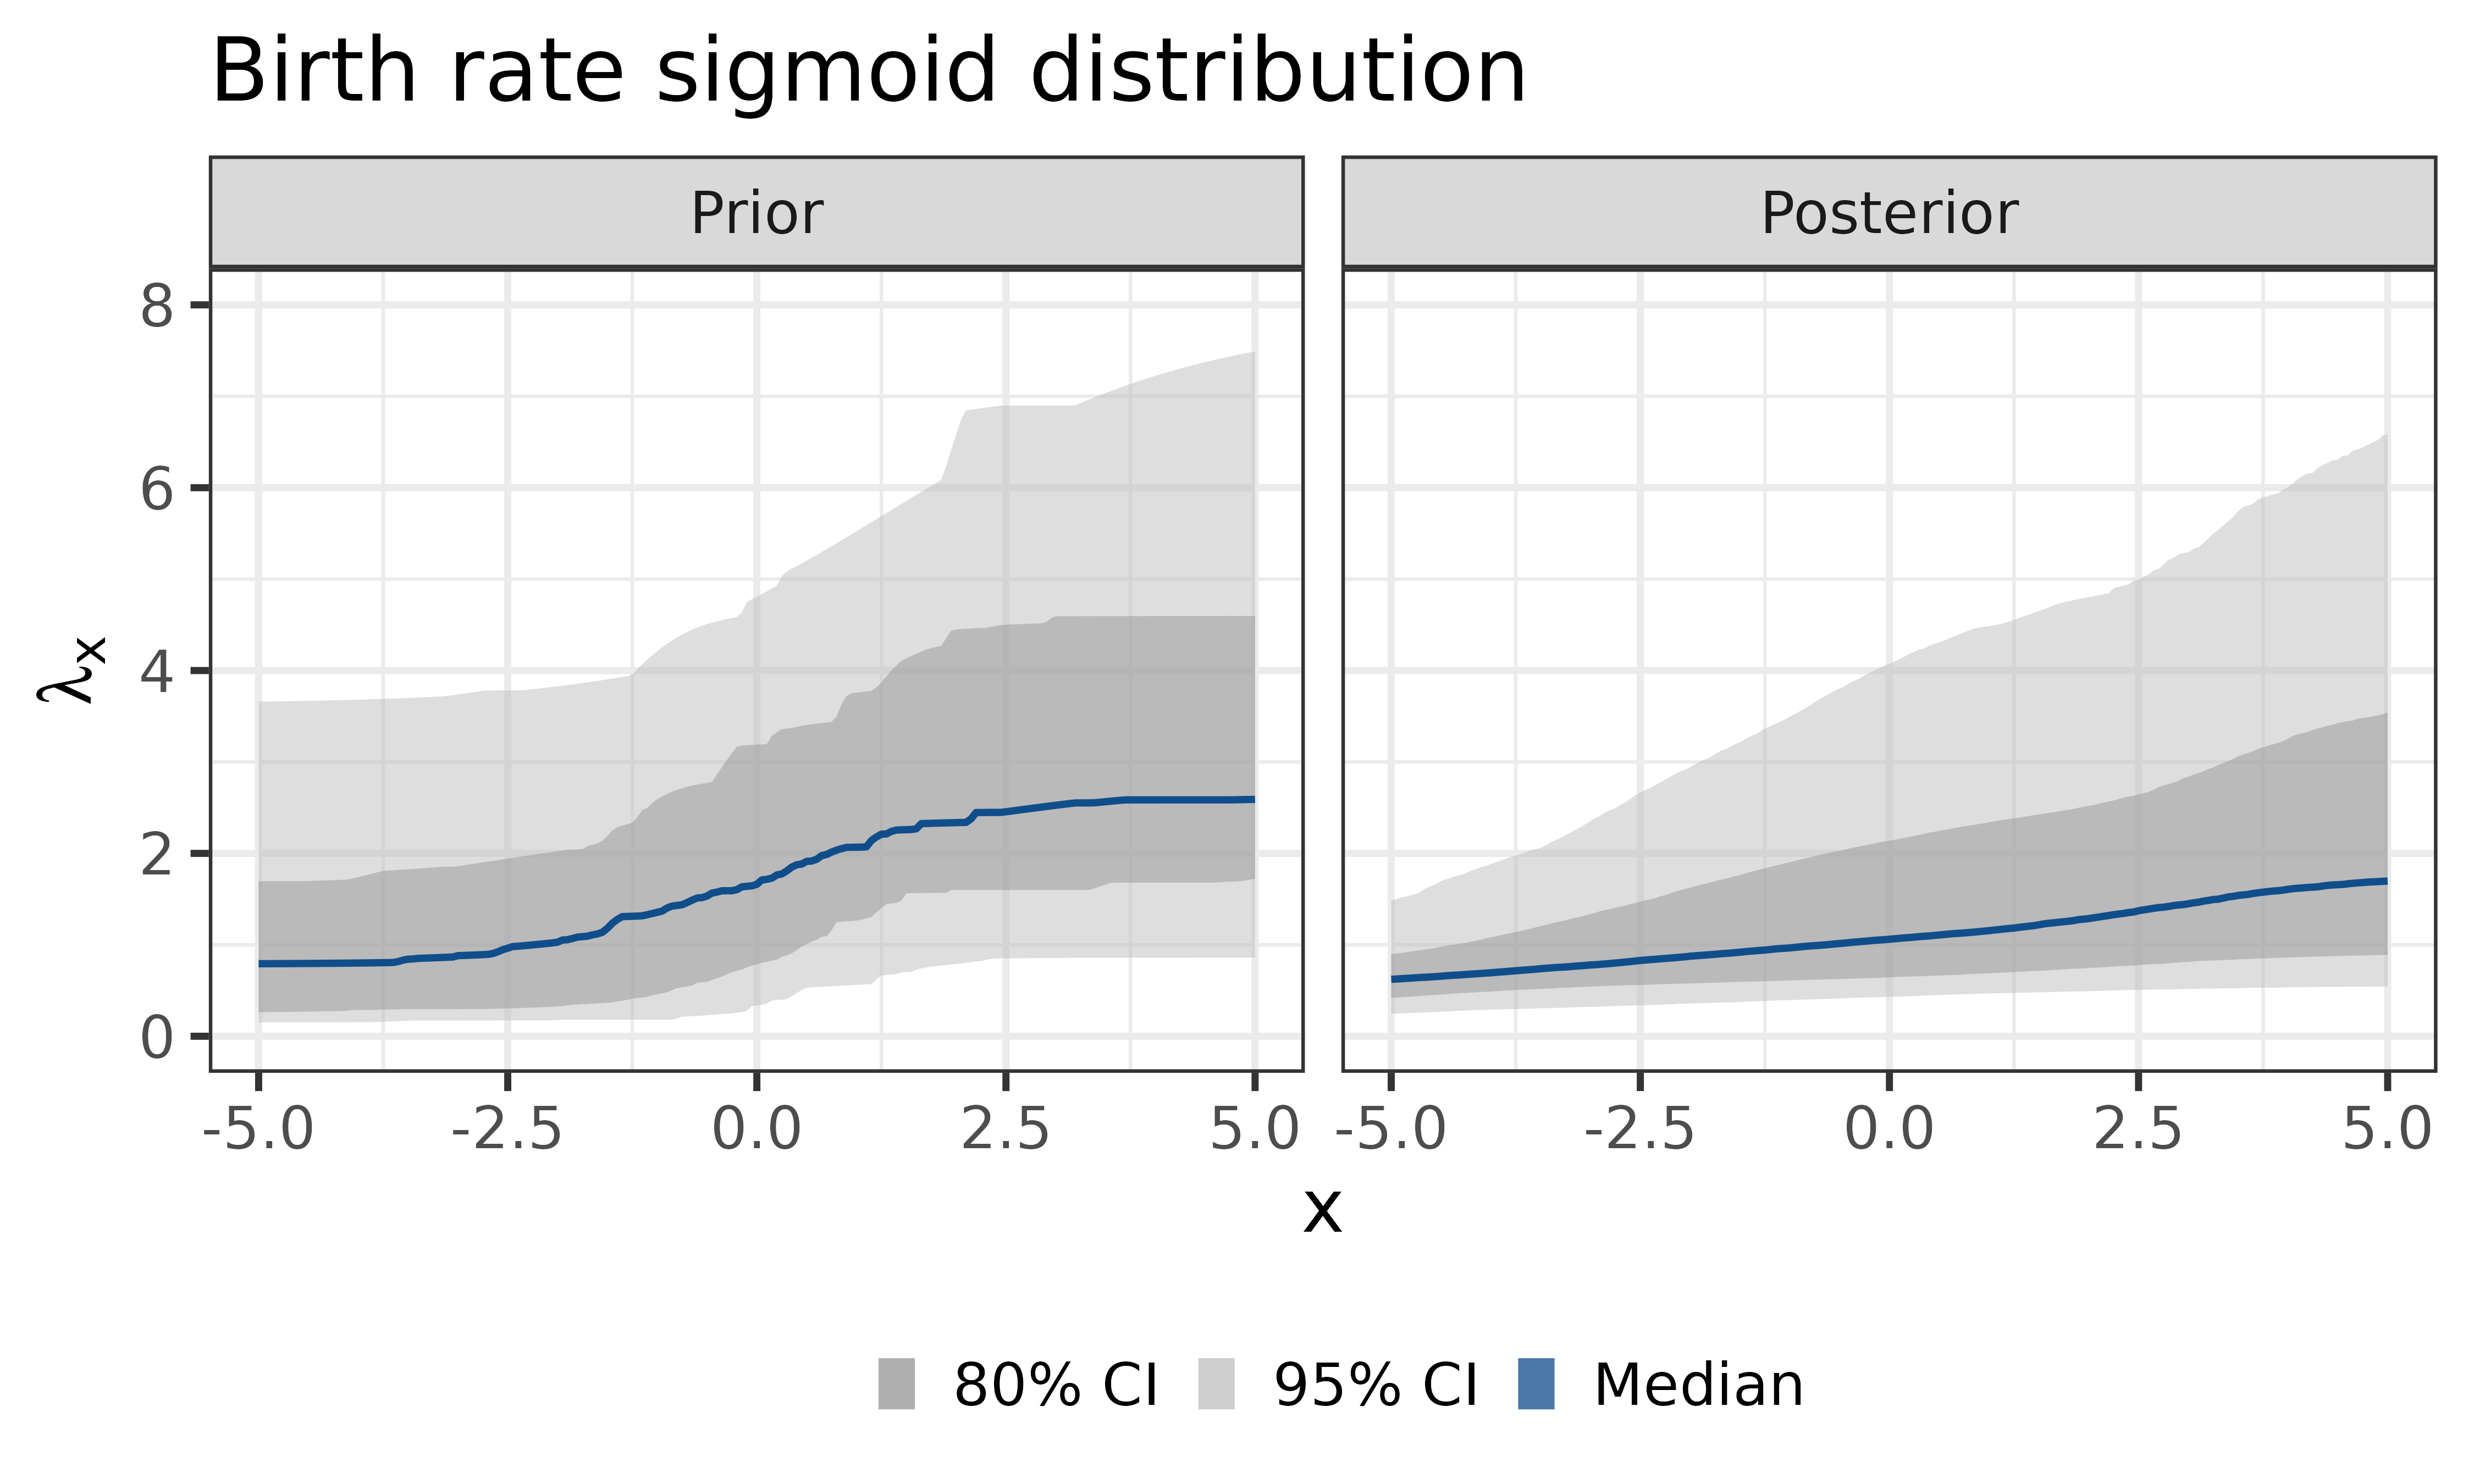 Birth rate sigmoid distribution
Prior
Posterior
λx
8
6
4
2
0
-5.0 -2.5 0.0 2.5 5.0
-5.0 -2.5 0.0 2.5 5.0
x
80% CI 95% CI Median